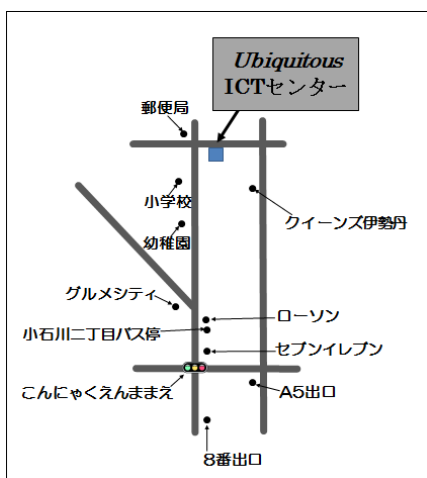 Ubiquitous
ICTセンター
郵便局
小学校
クイーンズ伊勢丹
幼稚園
グルメシティ
ローソン
小石川二丁目バス停
セブンイレブン
こんにゃくえんままえ
A5出口
8番出口